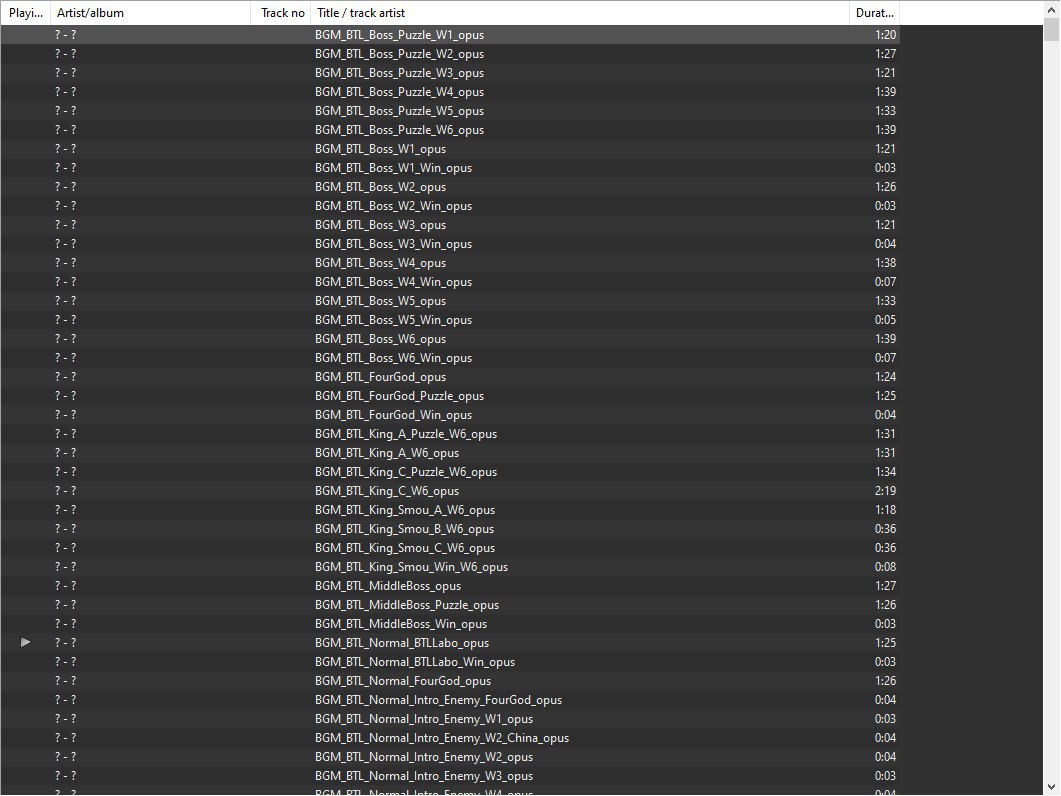 Playi... Artist/album Track no Title / track artist Durat...
? - ? BGM_BTL_Boss_Puzzle_W1_opus 1:20
? - ? BGM_BTL_Boss_Puzzle_W2_opus 1:27
? - ? BGM_BTL_Boss_Puzzle_W3_opus 1:21
? - ? BGM_BTL_Boss_Puzzle_W4_opus 1:39
? - ? BGM_BTL_Boss_Puzzle_W5_opus 1:33
? - ? BGM_BTL_Boss_Puzzle_W6_opus 1:39
? - ? BGM_BTL_Boss_W1_opus 1:21
? - ? BGM_BTL_Boss_W1_Win_opus 0:03
? - ? BGM_BTL_Boss_W2_opus 1:26
? - ? BGM_BTL_Boss_W2_Win_opus 0:03
? - ? BGM_BTL_Boss_W3_opus 1:21
? - ? BGM_BTL_Boss_W3_Win_opus 0:04
? - ? BGM_BTL_Boss_W4_opus 1:38
? - ? BGM_BTL_Boss_W4_Win_opus 0:07
? - ? BGM_BTL_Boss_W5_opus 1:33
? - ? BGM_BTL_Boss_W5_Win_opus 0:05
? - ? BGM_BTL_Boss_W6_opus 1:39
? - ? BGM_BTL_Boss_W6_Win_opus 0:07
? - ? BGM_BTL_FourGod_opus 1:24
? - ? BGM_BTL_FourGod_Puzzle_opus 1:25
? - ? BGM_BTL_FourGod_Win_opus 0:04
? - ? BGM_BTL_King_A_Puzzle_W6_opus 1:31
? - ? BGM_BTL_King_A_W6_opus 1:31
? - ? BGM_BTL_King_C_Puzzle_W6_opus 1:34
? - ? BGM_BTL_King_C_W6_opus 2:19
? - ? BGM_BTL_King_Smou_A_W6_opus 1:18
? - ? BGM_BTL_King_Smou_B_W6_opus 0:36
? - ? BGM_BTL_King_Smou_C_W6_opus 0:36
? - ? BGM_BTL_King_Smou_Win_W6_opus 0:08
? - ? BGM_BTL_MiddleBoss_opus 1:27
? - ? BGM_BTL_MiddleBoss_Puzzle_opus 1:26
? - ? BGM_BTL_MiddleBoss_Win_opus 0:03
? - ? BGM_BTL_Normal_BTLLabo_opus 1:25
? - ? BGM_BTL_Normal_BTLLabo_Win_opus 0:03
? - ? BGM_BTL_Normal_FourGod_opus 1:26
? - ? BGM_BTL_Normal_Intro_Enemy_FourGod_opus 0:04
? - ? BGM_BTL_Normal_Intro_Enemy_W1_opus 0:03
? - ? BGM_BTL_Normal_Intro_Enemy_W2_China_opus 0:04
? - ? BGM_BTL_Normal_Intro_Enemy_W2_opus 0:04
? - ? BGM_BTL_Normal_Intro_Enemy_W3_opus 0:03
? - ? BGM_BTL_Normal_Intro_Enemy_W4_opus 0:04